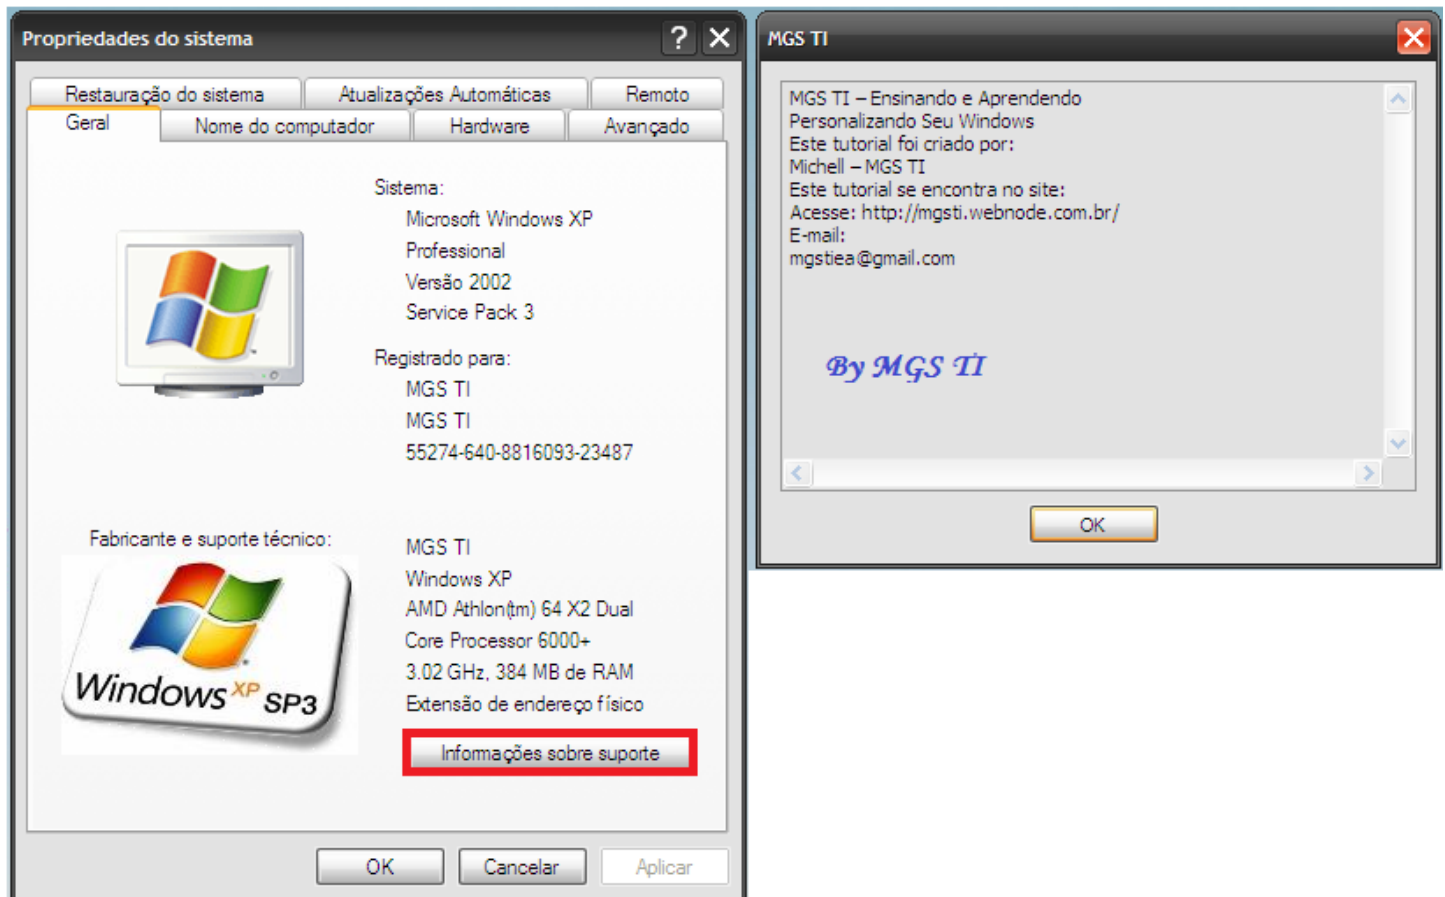 Propriedades do sistema
Restauração do sistema
Atualizações Automáticas
Remoto
Geral
Nome do computador
Hardware
Avançado
Sistema:
Microsoft Windows XP
Professional
Versão 2002
Service Pack 3
Registrado para:
MGS TI
MGS TI
55274-640-8816093-23487
Fabricante e suporte técnico:
Windows XP SP3
MGS TI
Windows XP
AMD Athlon(tm) 64 X2 Dual
Core Processor 6000+
3.02 GHz, 384 MB de RAM
Extensão de endereço físico
Informações sobre suporte
OK
Cancelar
Aplicar
MGS TI
MGS TI – Ensinando e Aprendendo
Personalizando Seu Windows
Este tutorial foi criado por:
Michell – MGS TI
Este tutorial se encontra no site:
Acesse: http://mgsti.webnode.com.br/
E-mail:
mgstiea@gmail.com
By MGS TI
OK